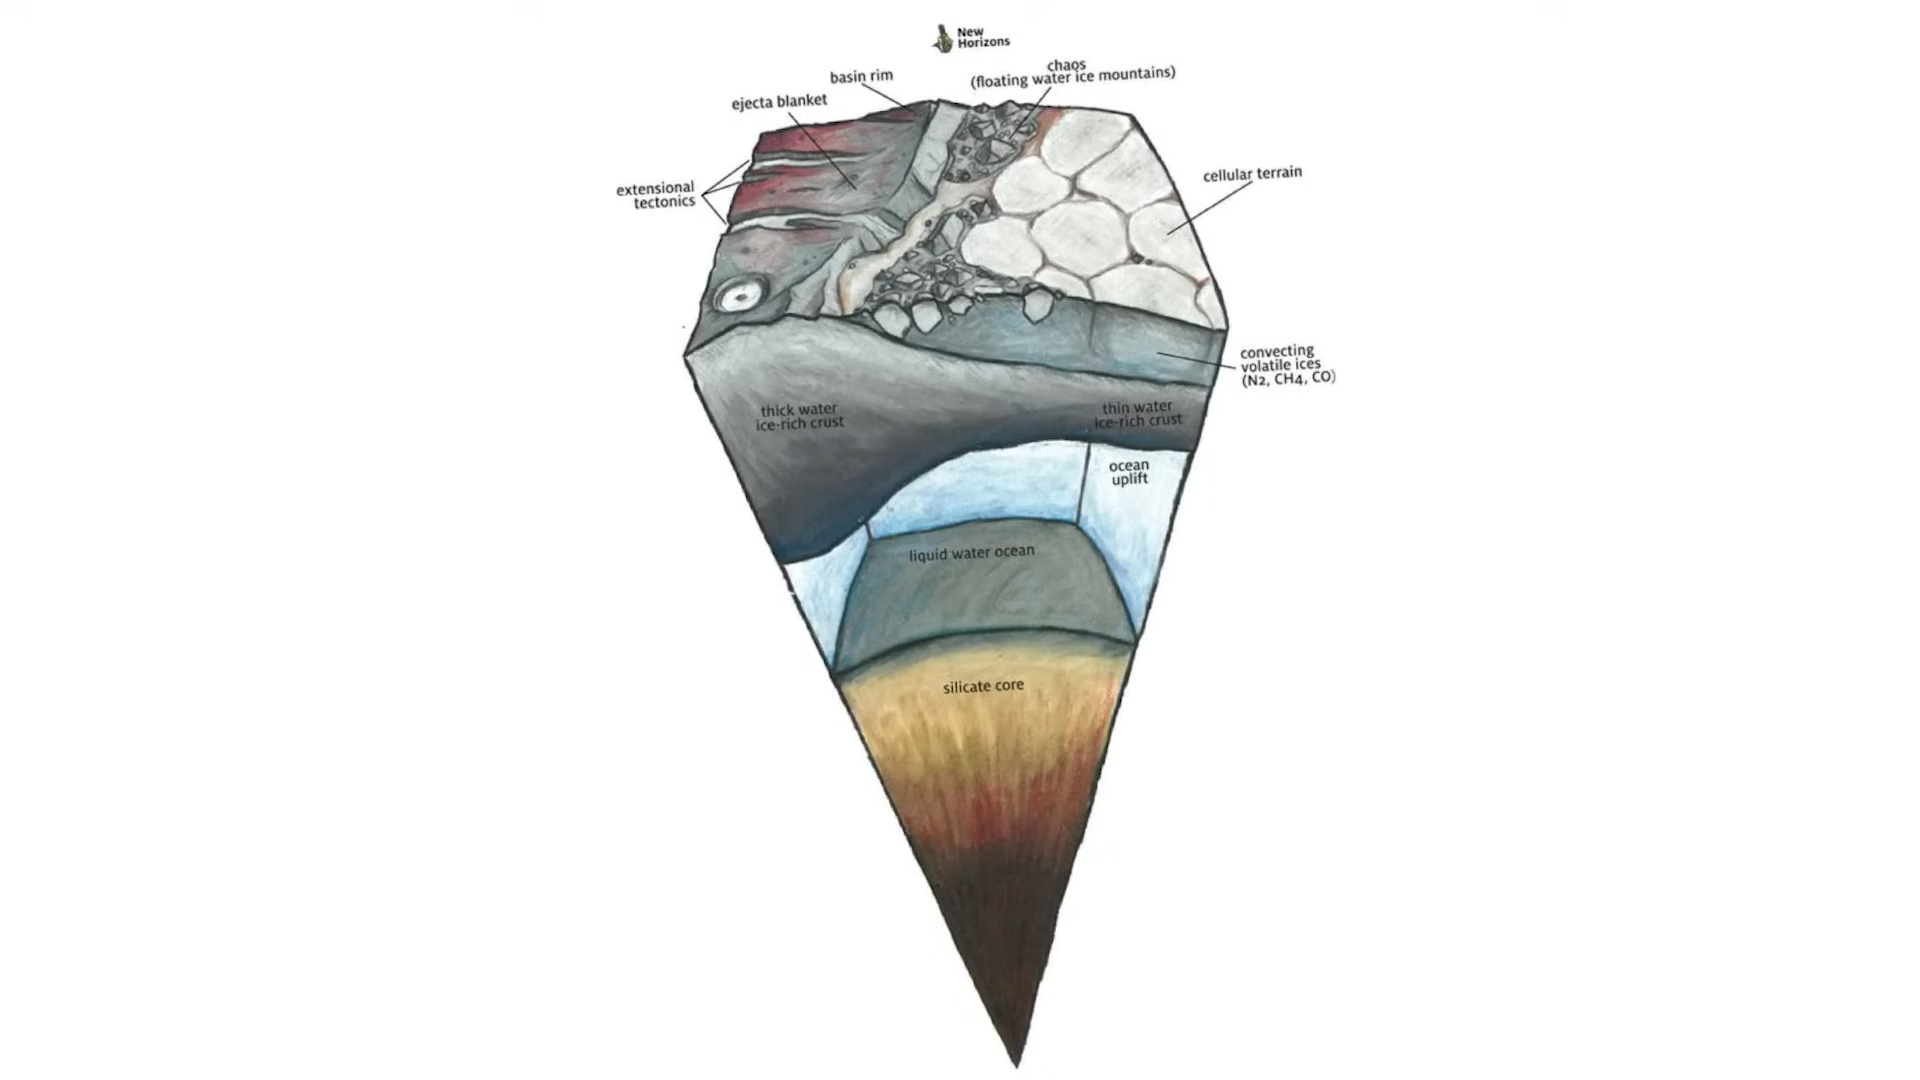 New
Horizons
chaos
(floating water ice mountains)
basin rim
ejecta blanket
extensional
tectonics
cellular terrain
convecting
volatile ices
(N2, CH4, CO)
thick water
ice-rich crust
thin water
ice-rich crust
ocean
uplift
liquid water ocean
silicate core